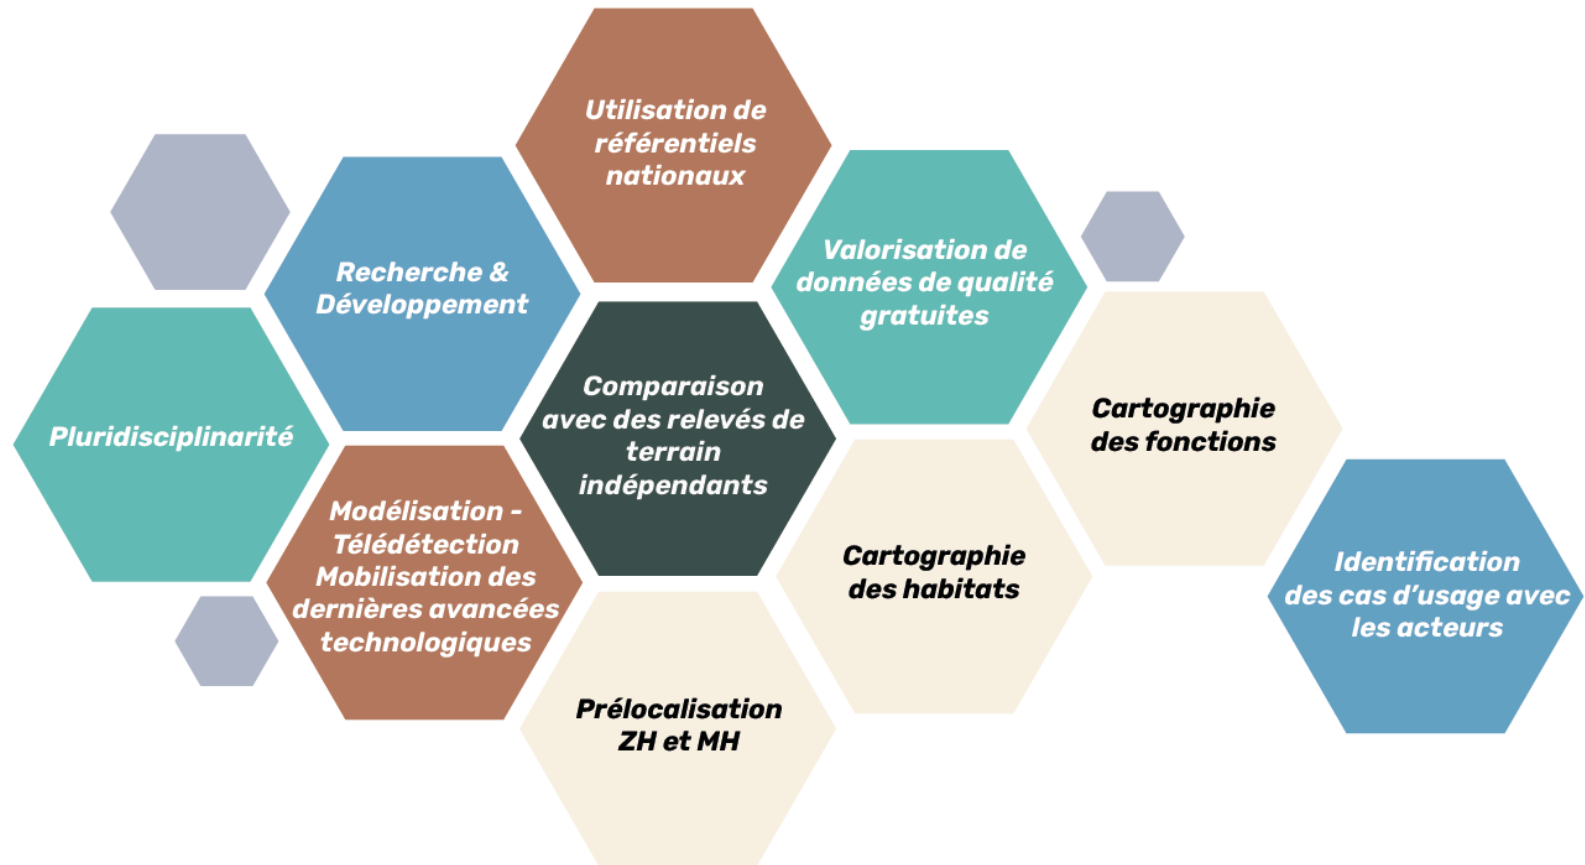 Utilisation de
référentiels
nationaux
Recherche &
Développement
Valorisation de
données de qualité
gratuites
Pluridisciplinarité
Comparaison
avec des relevés de
terrain
indépendants
Cartographie
des fonctions
Modélisation -
Télédétection
Mobilisation des
dernières avancées
technologiques
Cartographie
des habitats
Identification
des cas d'usage avec
les acteurs
Prélocalisation
ZH et MH